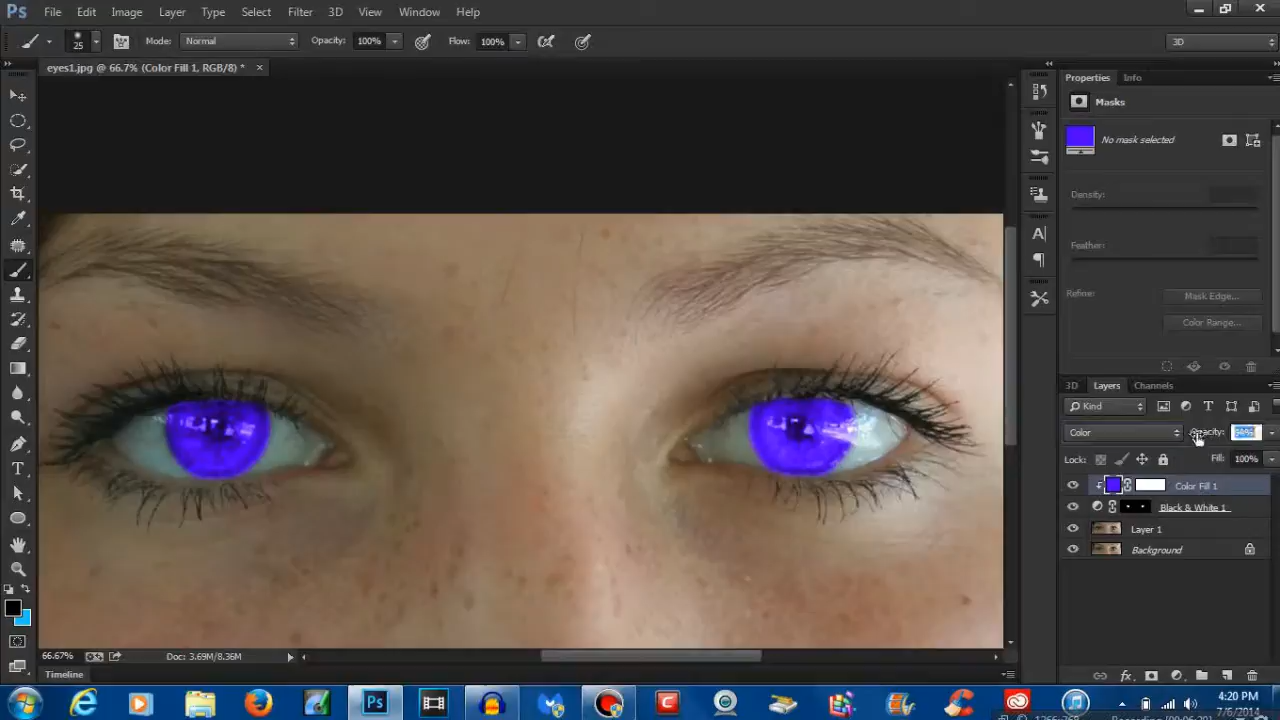 Ps File Edit Image Layer Type Select Filter 3D View Window Help
25 Mode: Normal Opacity: 100% Flow: 100% 3D
eyes1.jpg @ 66.7% (Color Fill 1, RGB/8) * ×
Properties Info
Masks
No mask selected
Density:
Feather:
Refine: Mask Edge...
Color Range...
3D Layers Channels
Kind
Color Opacity:
Lock: Fill: 100%
Color Fill 1
Black & White 1
Layer 1
Background
66.67% Doc: 3.69M/8.36M
Timeline
4:20 PM
7/6/2014